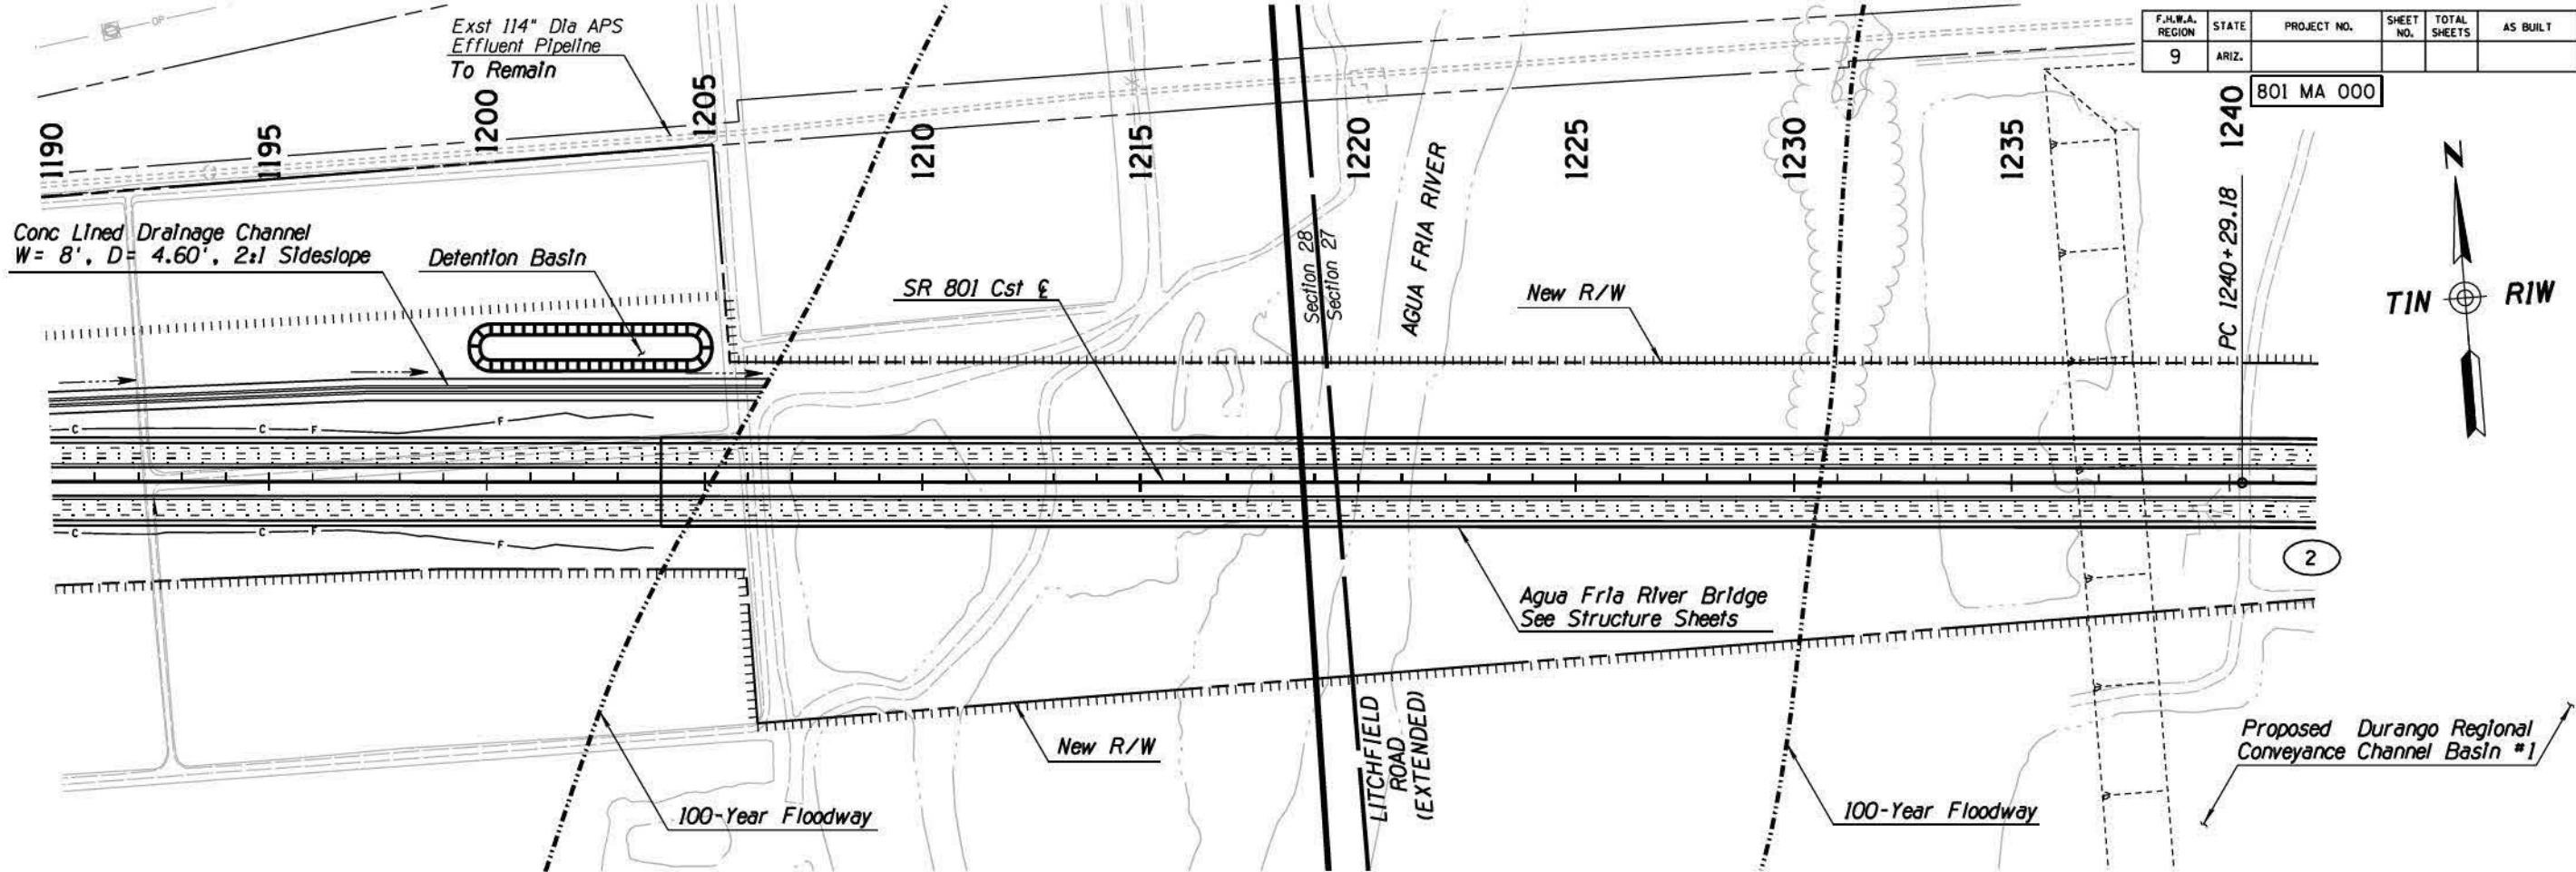 Exst 114" Dia APS
Effluent Pipeline
To Remain
F.H.W.A.
REGION
STATE
PROJECT NO.
SHEET
NO.
TOTAL
SHEETS
AS BUILT
9
ARIZ.
801 MA 000
OP
1190
1195
1200
1205
1210
1215
1220
1225
1230
1235
1240
Conc Lined Drainage Channel
W= 8', D= 4.60', 2:1 Sideslope
Detention Basin
SR 801 Cst ℄
Section 28
Section 27
AGUA FRIA RIVER
New R/W
PC 1240+29.18
N
T1N
R1W
C
C
F
F
C
C
F
F
2
Agua Fria River Bridge
See Structure Sheets
New R/W
LITCHFIELD
ROAD
(EXTENDED)
100-Year Floodway
100-Year Floodway
Proposed Durango Regional
Conveyance Channel Basin #1